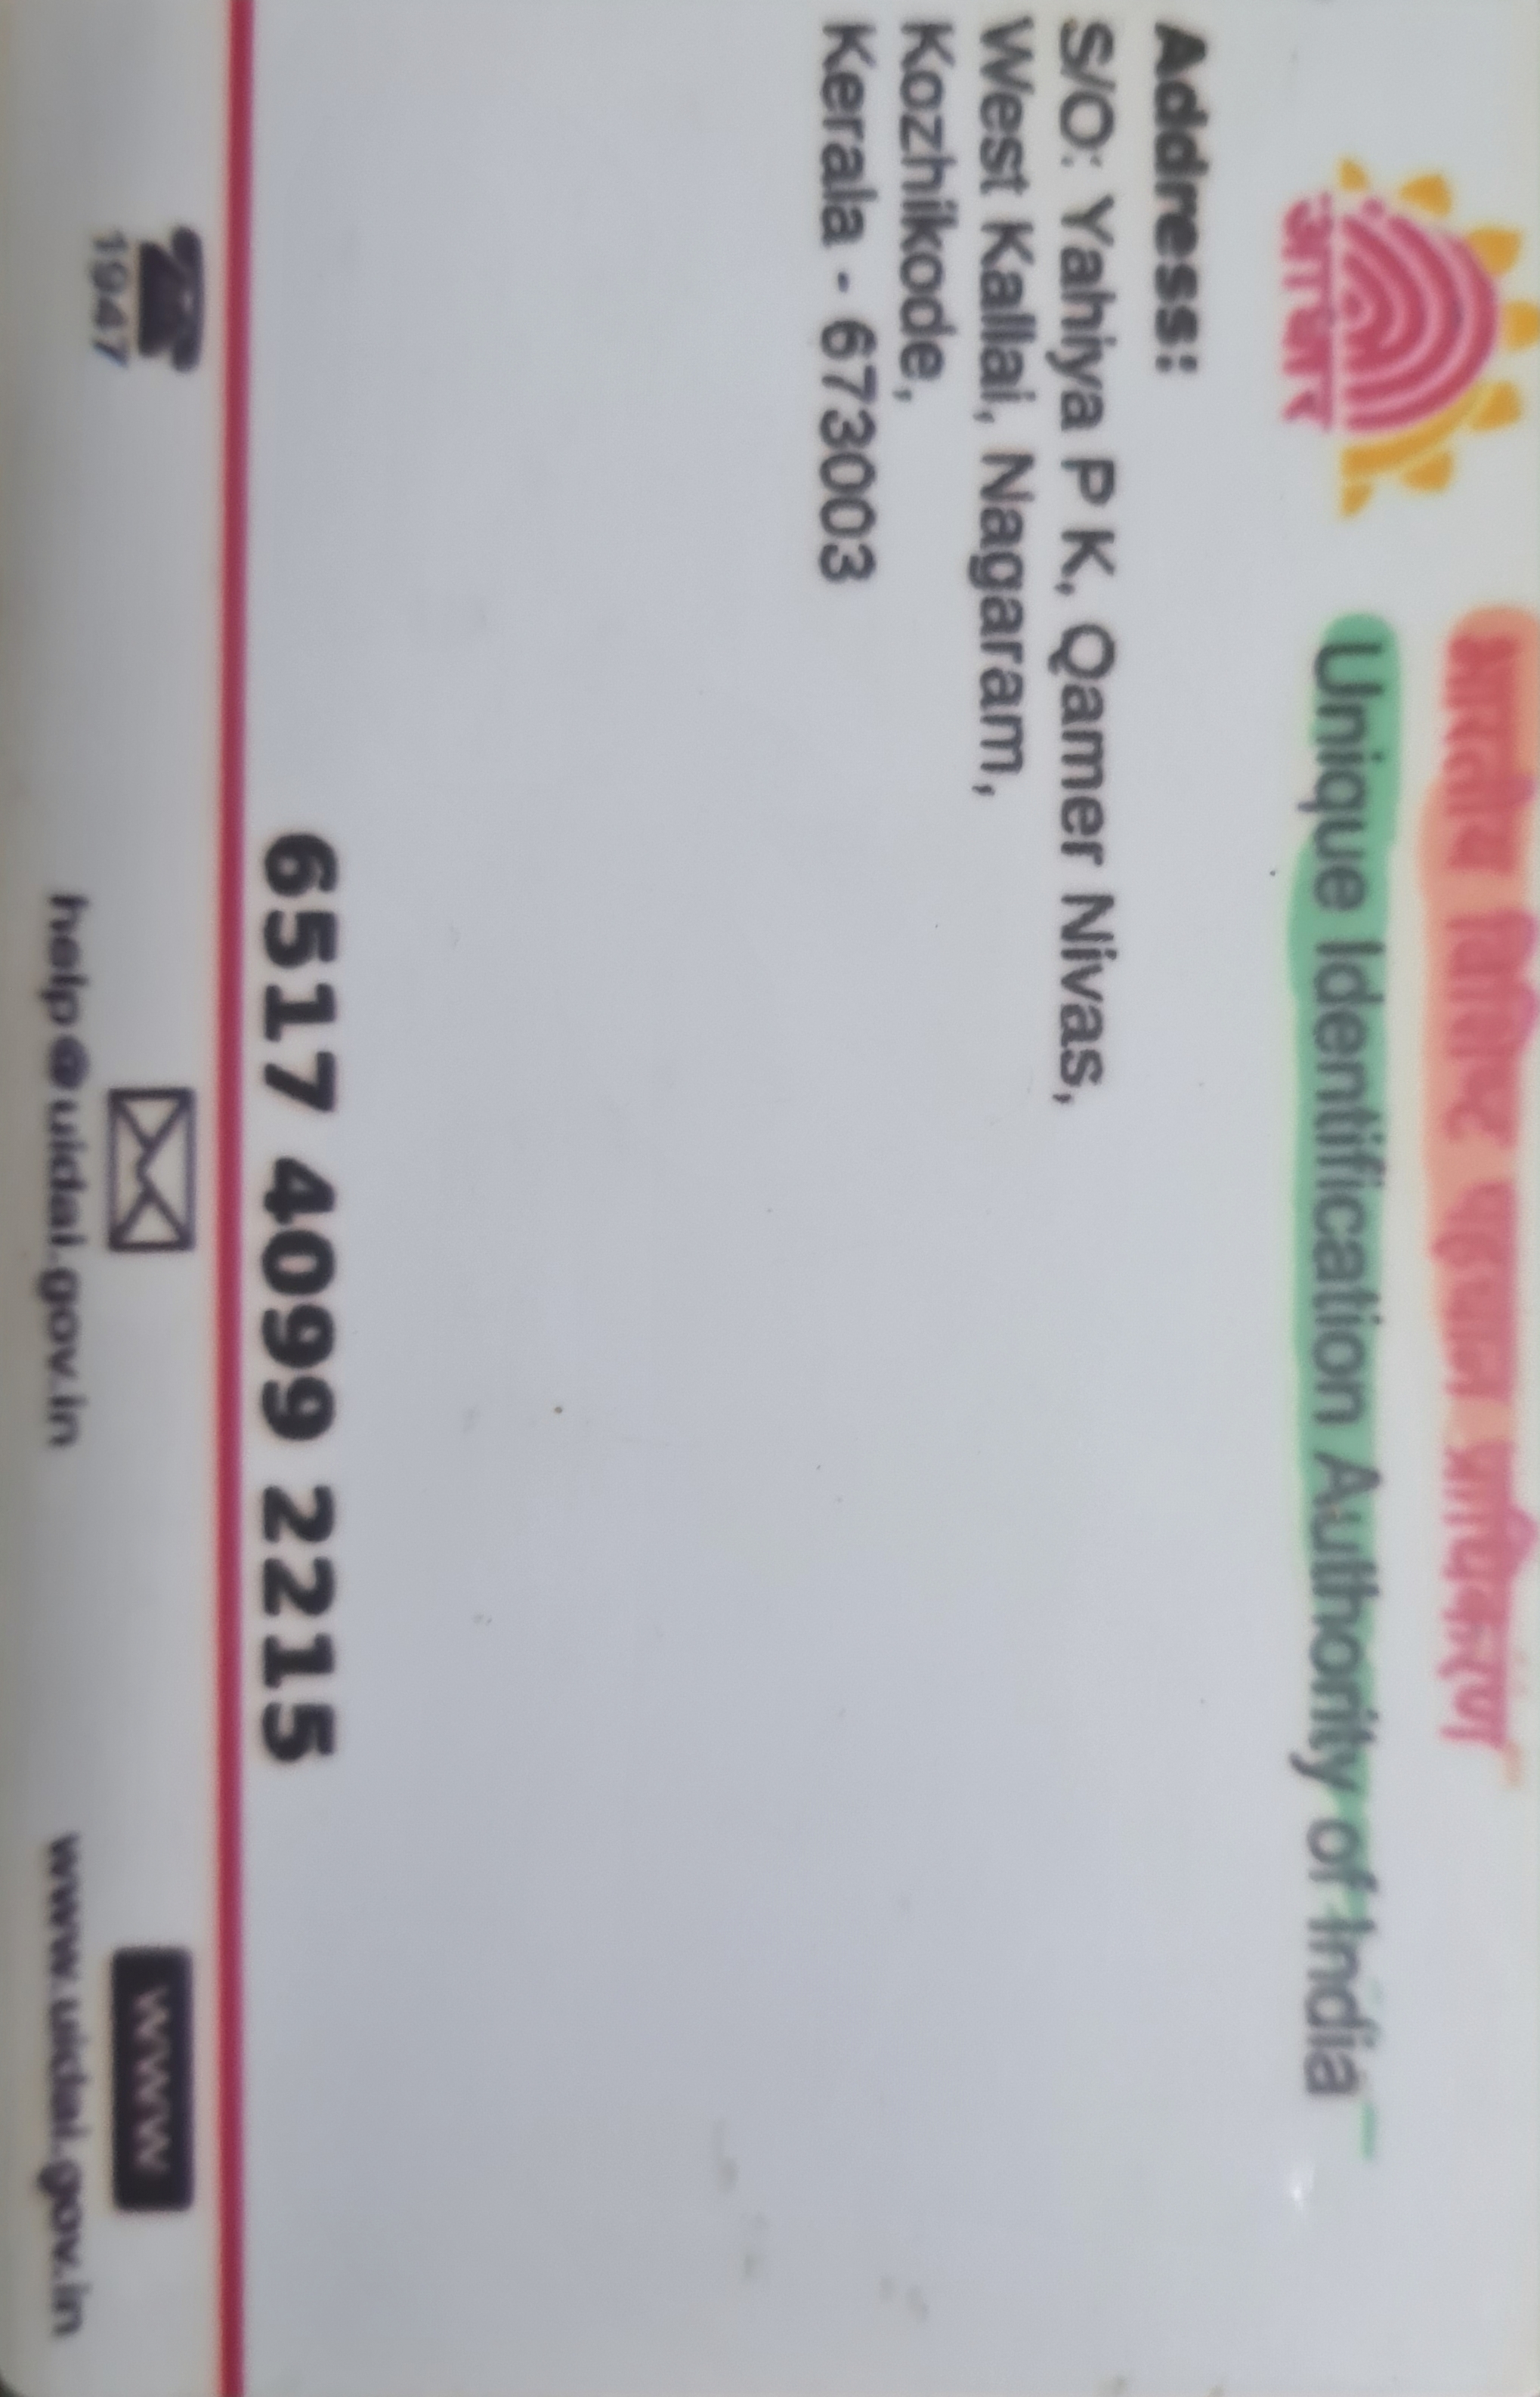 भारतीय विशिष्ट पहचान प्राधिकरण
Unique Identification Authority of India
आधार
Address:
S/O: Yahiya P K, Qamer Nivas,
West Kallai, Nagaram,
Kozhikode,
Kerala - 673003
6517 4099 2215
1947
help@uidai.gov.in
WWW
www.uidai.gov.in